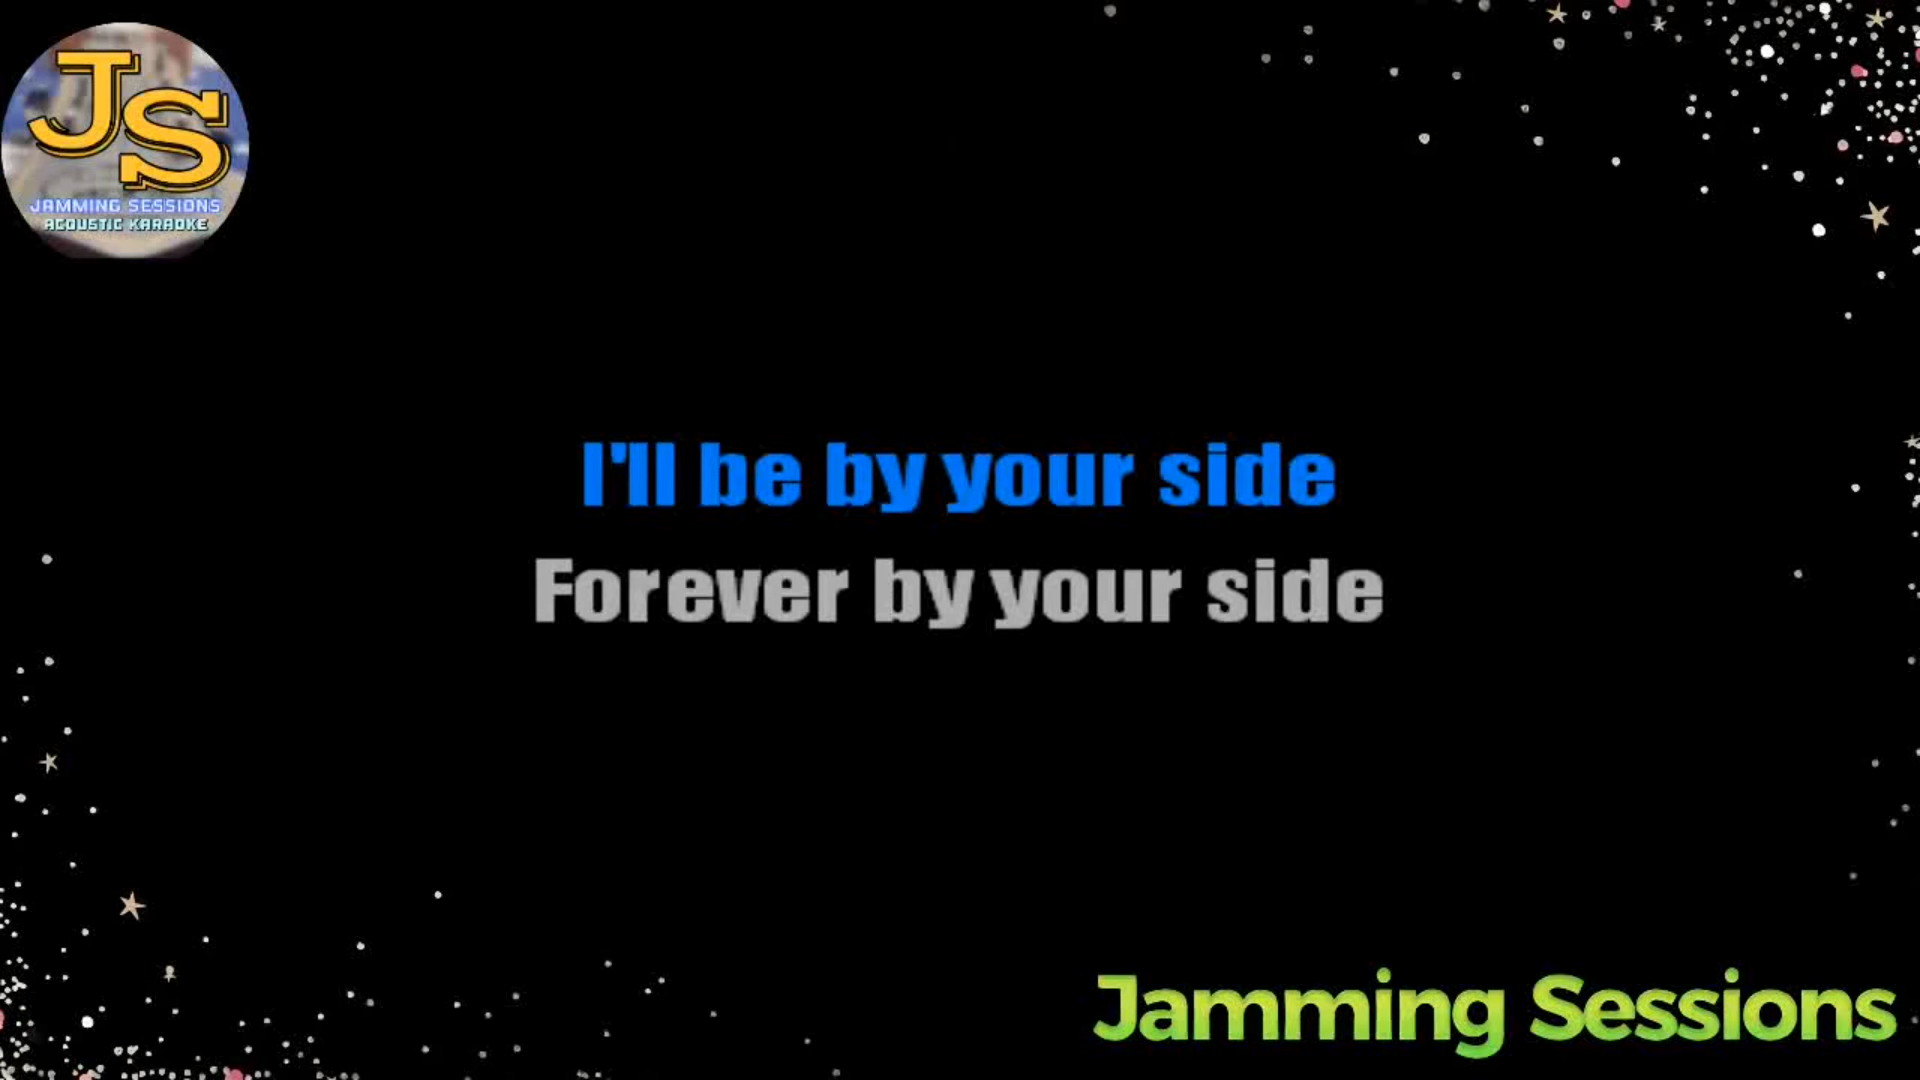 JS
JAMMING SESSIONS
ACOUSTIC KARAOKE
I'll be by your side
Forever by your side
Jamming Sessions